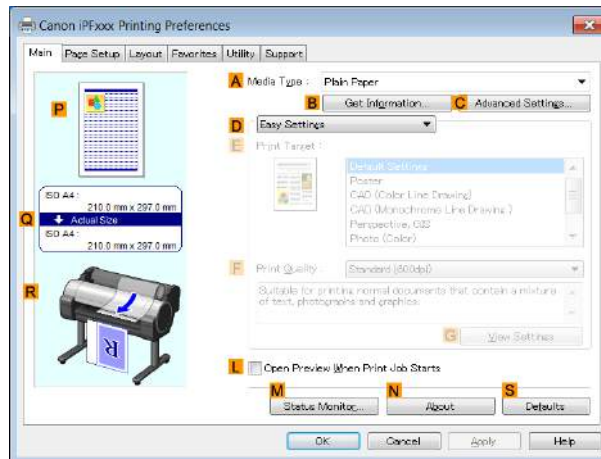 Canon iPFxxx Printing Preferences
Main Page Setup Layout Favorites Utility Support
A Media Type : Plain Paper
B Get Information... C Advanced Settings...
D Easy Settings
E Print Target :
Default Settings
Poster
CAD (Color Line Drawing)
CAD (Monochrome Line Drawing)
Perspective, GIS
Photo (Color)
P
ISO A4 :
210.0 mm x 297.0 mm
Q Actual Size
ISO A4 :
210.0 mm x 297.0 mm
R
F Print Quality : Standard (600dpi)
Suitable for printing normal documents that contain a mixture
of text, photographs and graphics.
G View Settings
L Open Preview When Print Job Starts
M N S
Status Monitor... About Defaults
OK Cancel Apply Help